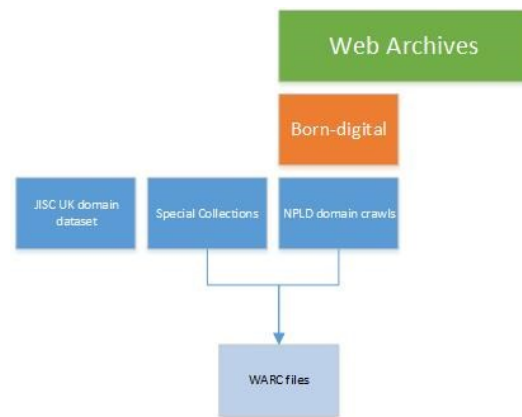 Web Archives
Born-digital
JISC UK domain
dataset
Special Collections
NPLD domain crawls
WARC files